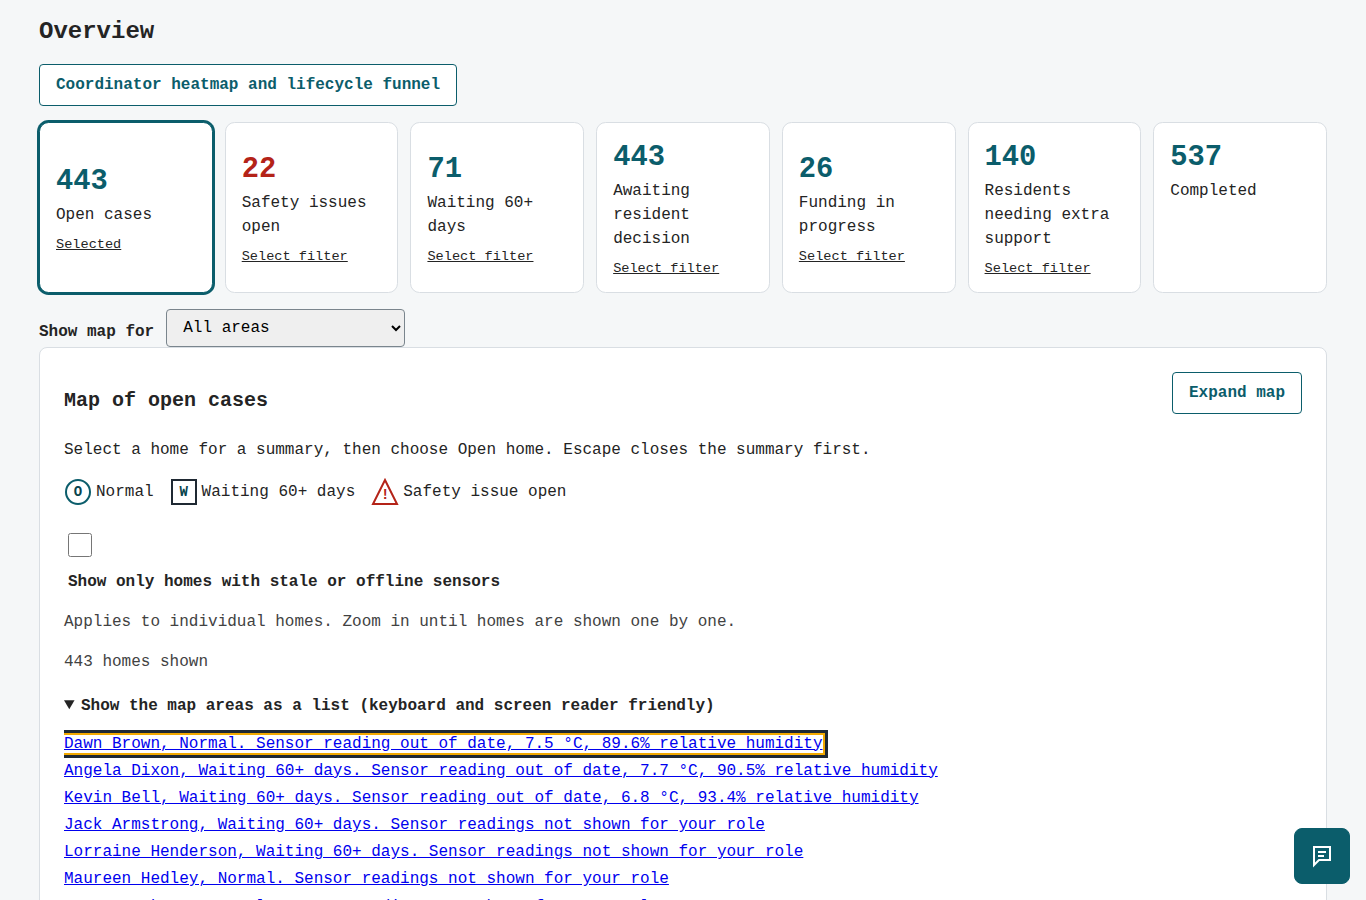 Overview
Coordinator heatmap and lifecycle funnel
443
Open cases
Selected
22
Safety issues
open
Select filter
71
Waiting 60+
days
Select filter
443
Awaiting
resident
decision
Select filter
26
Funding in
progress
Select filter
140
Residents
needing extra
support
Select filter
537
Completed
Show map for All areas
Map of open cases
Expand map
Select a home for a summary, then choose Open home. Escape closes the summary first.
O Normal W Waiting 60+ days ! Safety issue open
Show only homes with stale or offline sensors
Applies to individual homes. Zoom in until homes are shown one by one.
443 homes shown
▼ Show the map areas as a list (keyboard and screen reader friendly)
Dawn Brown, Normal. Sensor reading out of date, 7.5 °C, 89.6% relative humidity
Angela Dixon, Waiting 60+ days. Sensor reading out of date, 7.7 °C, 90.5% relative humidity
Kevin Bell, Waiting 60+ days. Sensor reading out of date, 6.8 °C, 93.4% relative humidity
Jack Armstrong, Waiting 60+ days. Sensor readings not shown for your role
Lorraine Henderson, Waiting 60+ days. Sensor readings not shown for your role
Maureen Hedley, Normal. Sensor readings not shown for your role